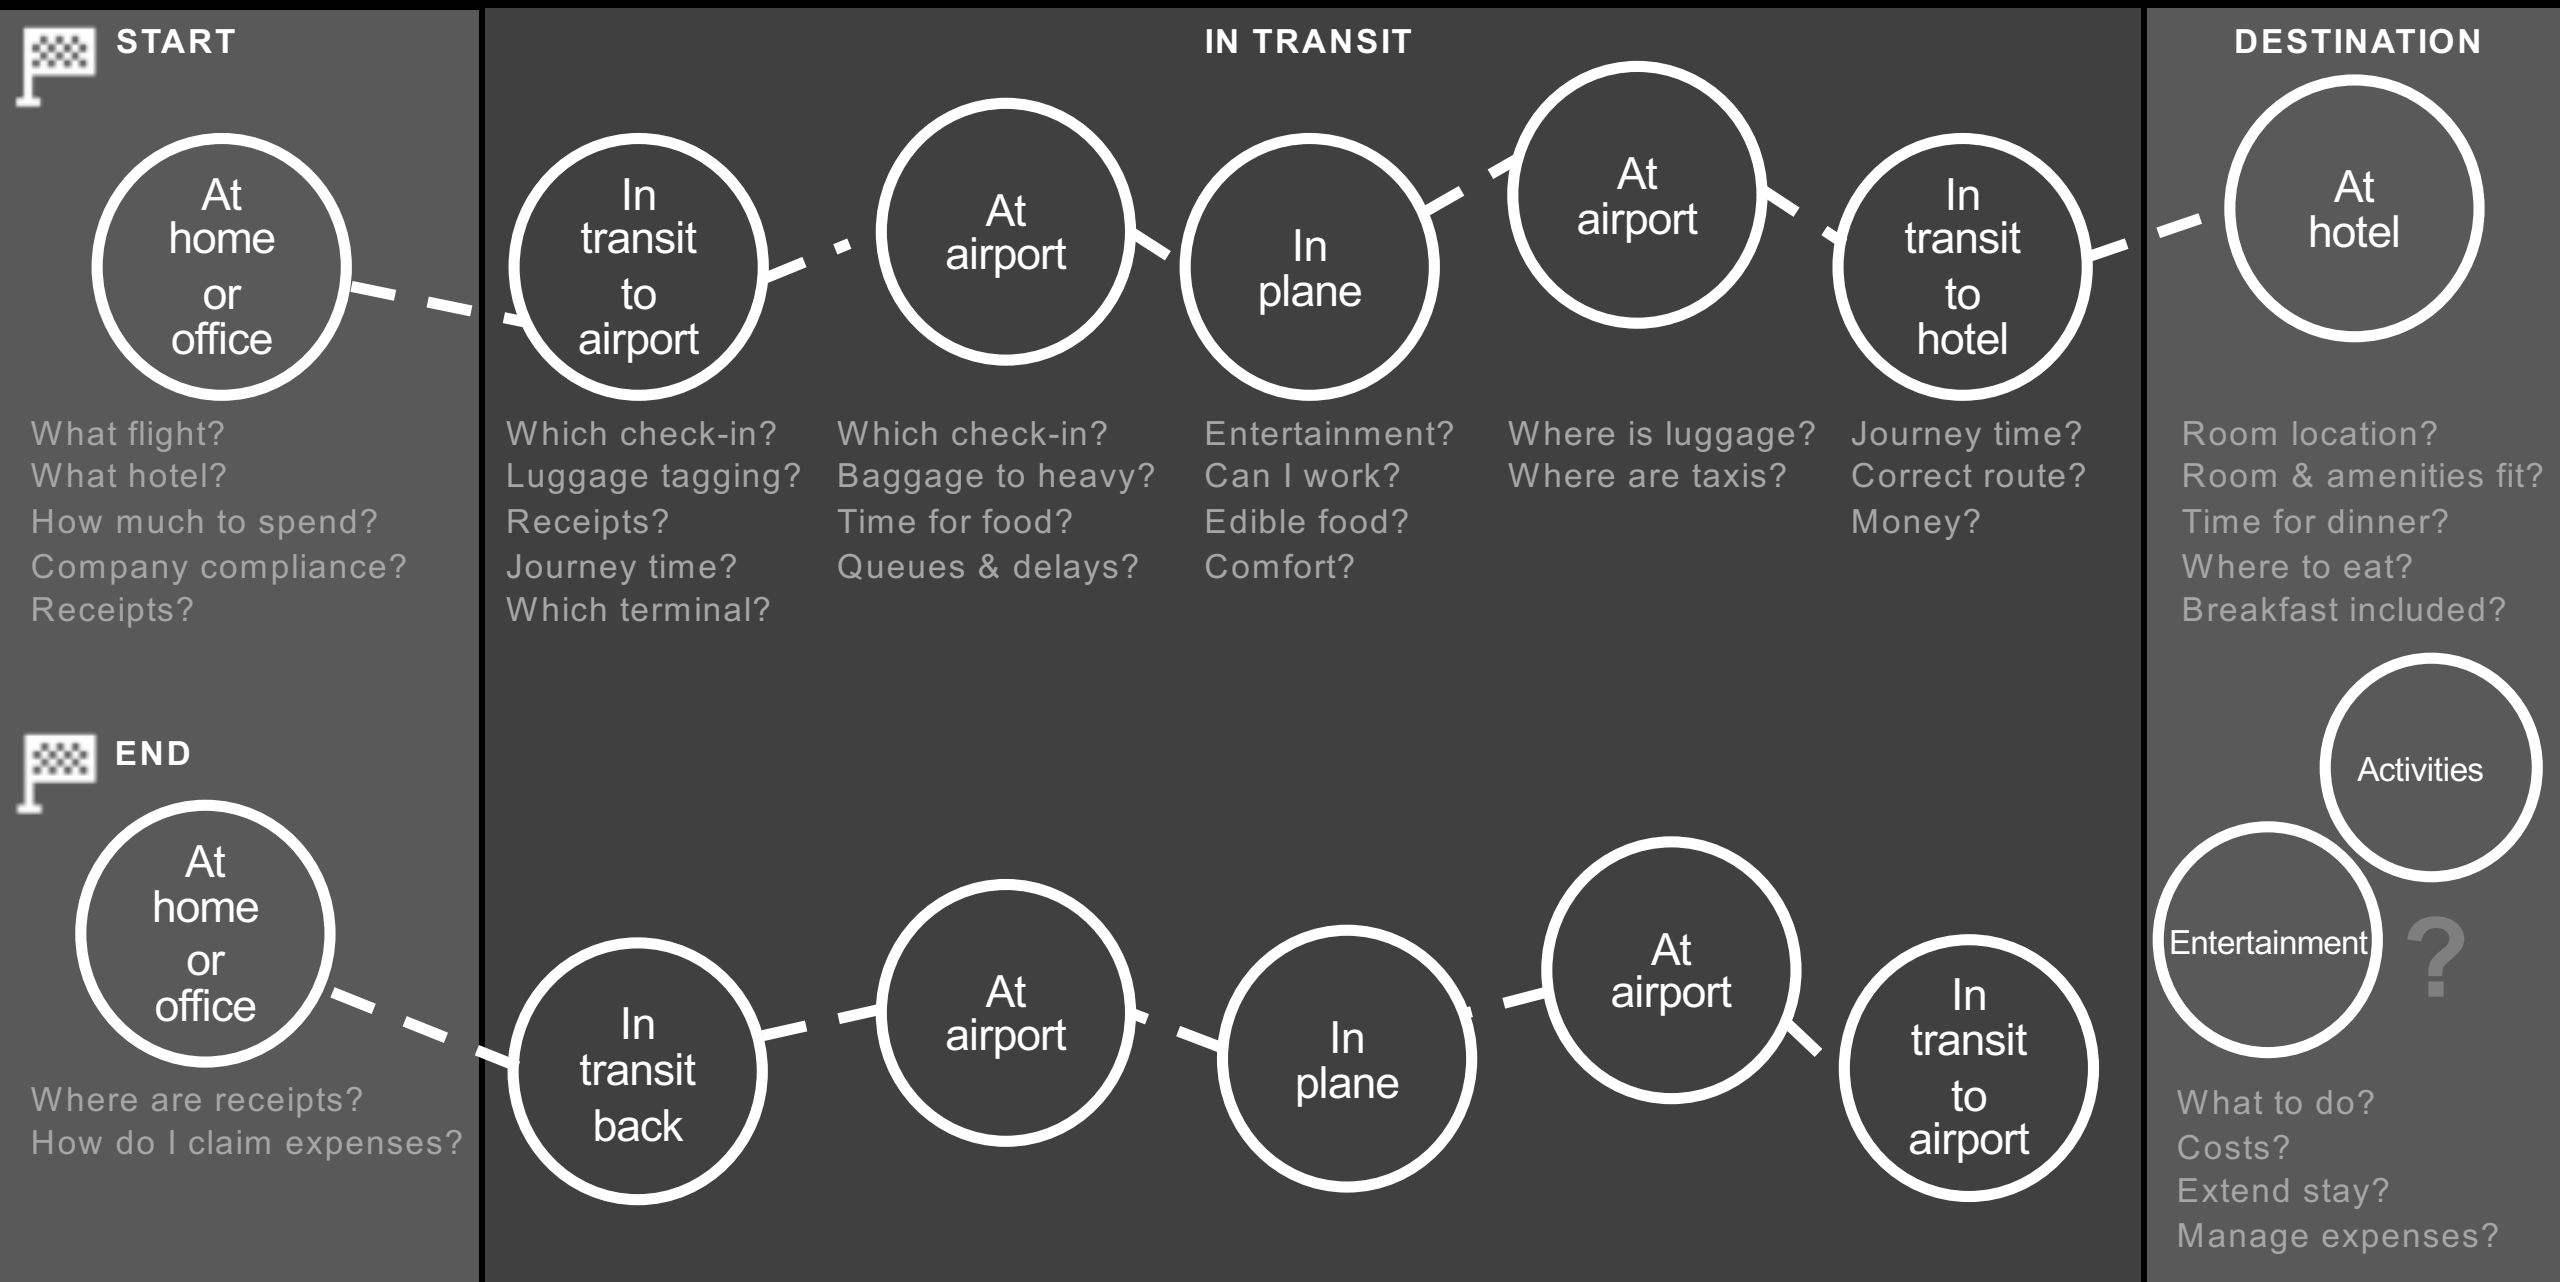 START
IN TRANSIT
DESTINATION
At
home
or
office
In
transit
to
airport
At
airport
In
plane
At
airport
In
transit
to
hotel
At
hotel
What flight?
What hotel?
How much to spend?
Company compliance?
Receipts?
Which check-in?
Luggage tagging?
Receipts?
Journey time?
Which terminal?
Which check-in?
Baggage to heavy?
Time for food?
Queues & delays?
Entertainment?
Can I work?
Edible food?
Comfort?
Where is luggage?
Where are taxis?
Journey time?
Correct route?
Money?
Room location?
Room & amenities fit?
Time for dinner?
Where to eat?
Breakfast included?
END
At
home
or
office
In
transit
back
At
airport
In
plane
At
airport
In
transit
to
airport
Activities
Entertainment
?
Where are receipts?
How do I claim expenses?
What to do?
Costs?
Extend stay?
Manage expenses?